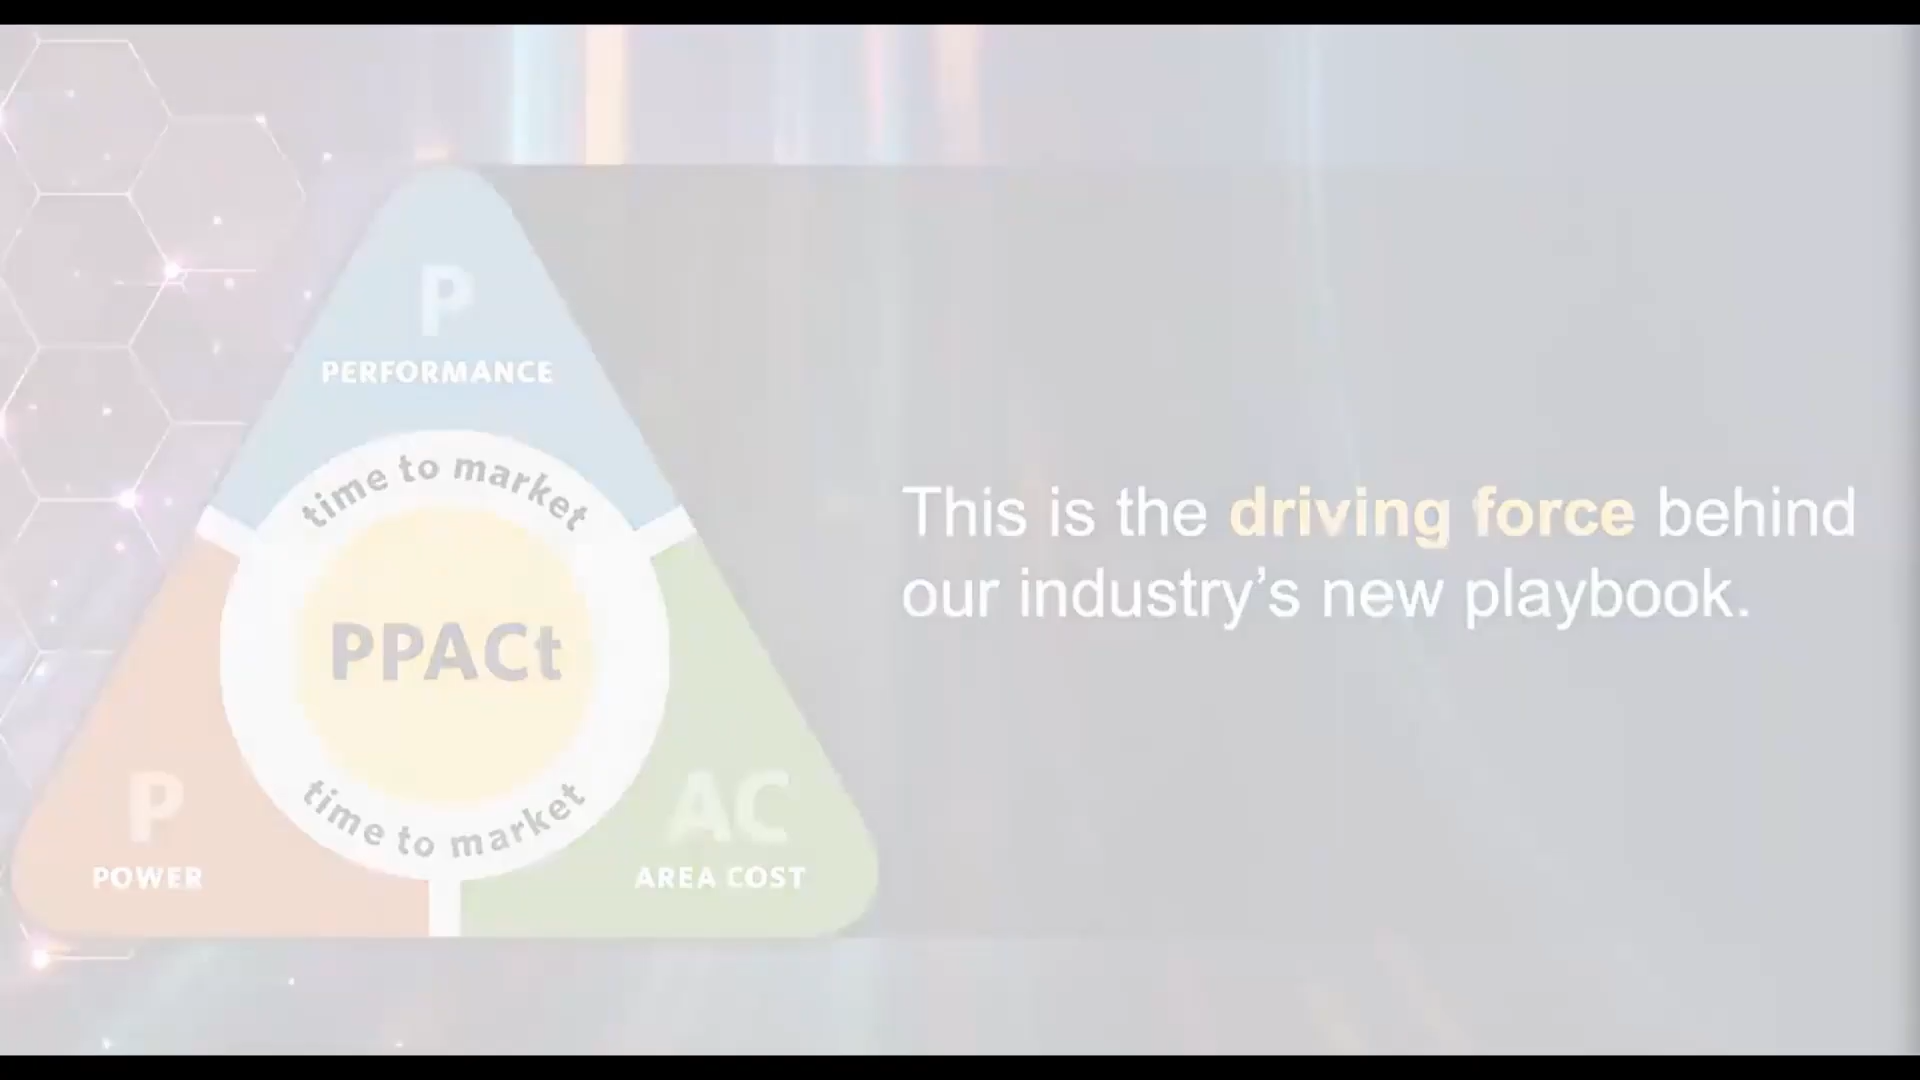 P
PERFORMANCE
time to market
PPACt
time to market
P
POWER
AC
AREA COST
This is the driving force behind
our industry’s new playbook.